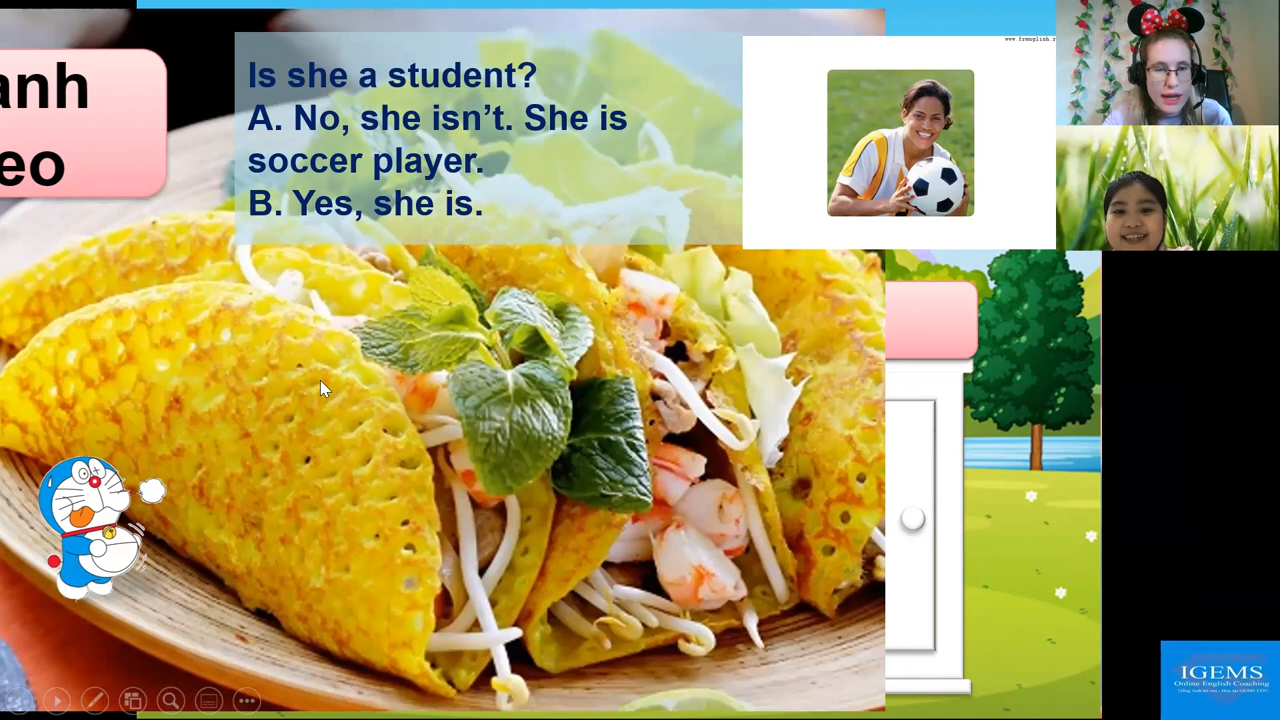 anh
eo
Is she a student?
A. No, she isn’t. She is
soccer player.
B. Yes, she is.
IGEMS
Online English Coaching